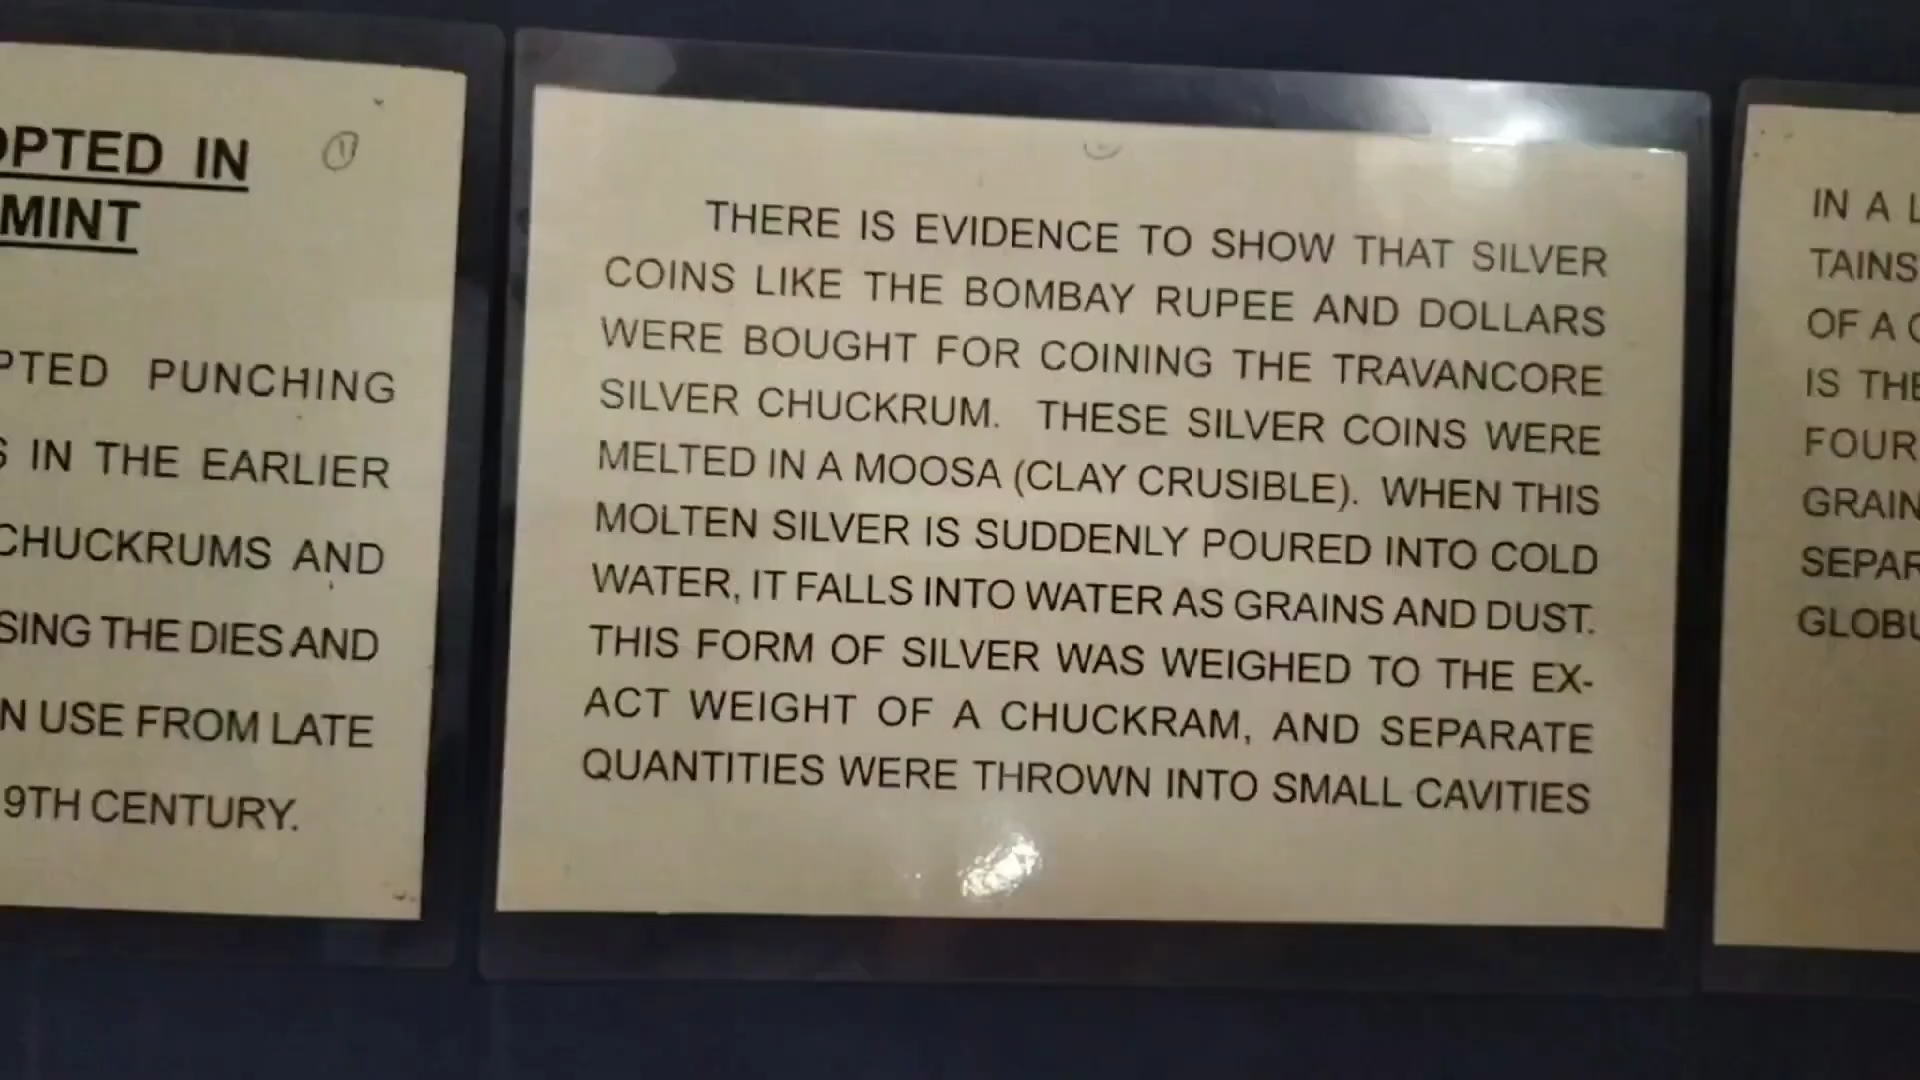 IN
MINT
PUNCHING
IN THE EARLIER
CHUCKRUMS AND
THE DIES AND
USE FROM LATE
9TH CENTURY.
THERE IS EVIDENCE TO SHOW THAT SILVER
COINS LIKE THE BOMBAY RUPEE AND DOLLARS
WERE BOUGHT FOR COINING THE TRAVANCORE
SILVER CHUCKRUM. THESE SILVER COINS WERE
MELTED IN A MOOSA (CLAY CRUSIBLE). WHEN THIS
MOLTEN SILVER IS SUDDENLY POURED INTO COLD
WATER, IT FALLS INTO WATER AS GRAINS AND DUST.
THIS FORM OF SILVER WAS WEIGHED TO THE EX-
ACT WEIGHT OF A CHUCKRAM, AND SEPARATE
QUANTITIES WERE THROWN INTO SMALL CAVITIES
IN A
TAINS
OF A
IS THE
FOUR
GRAIN
SEPAR
GLOBU